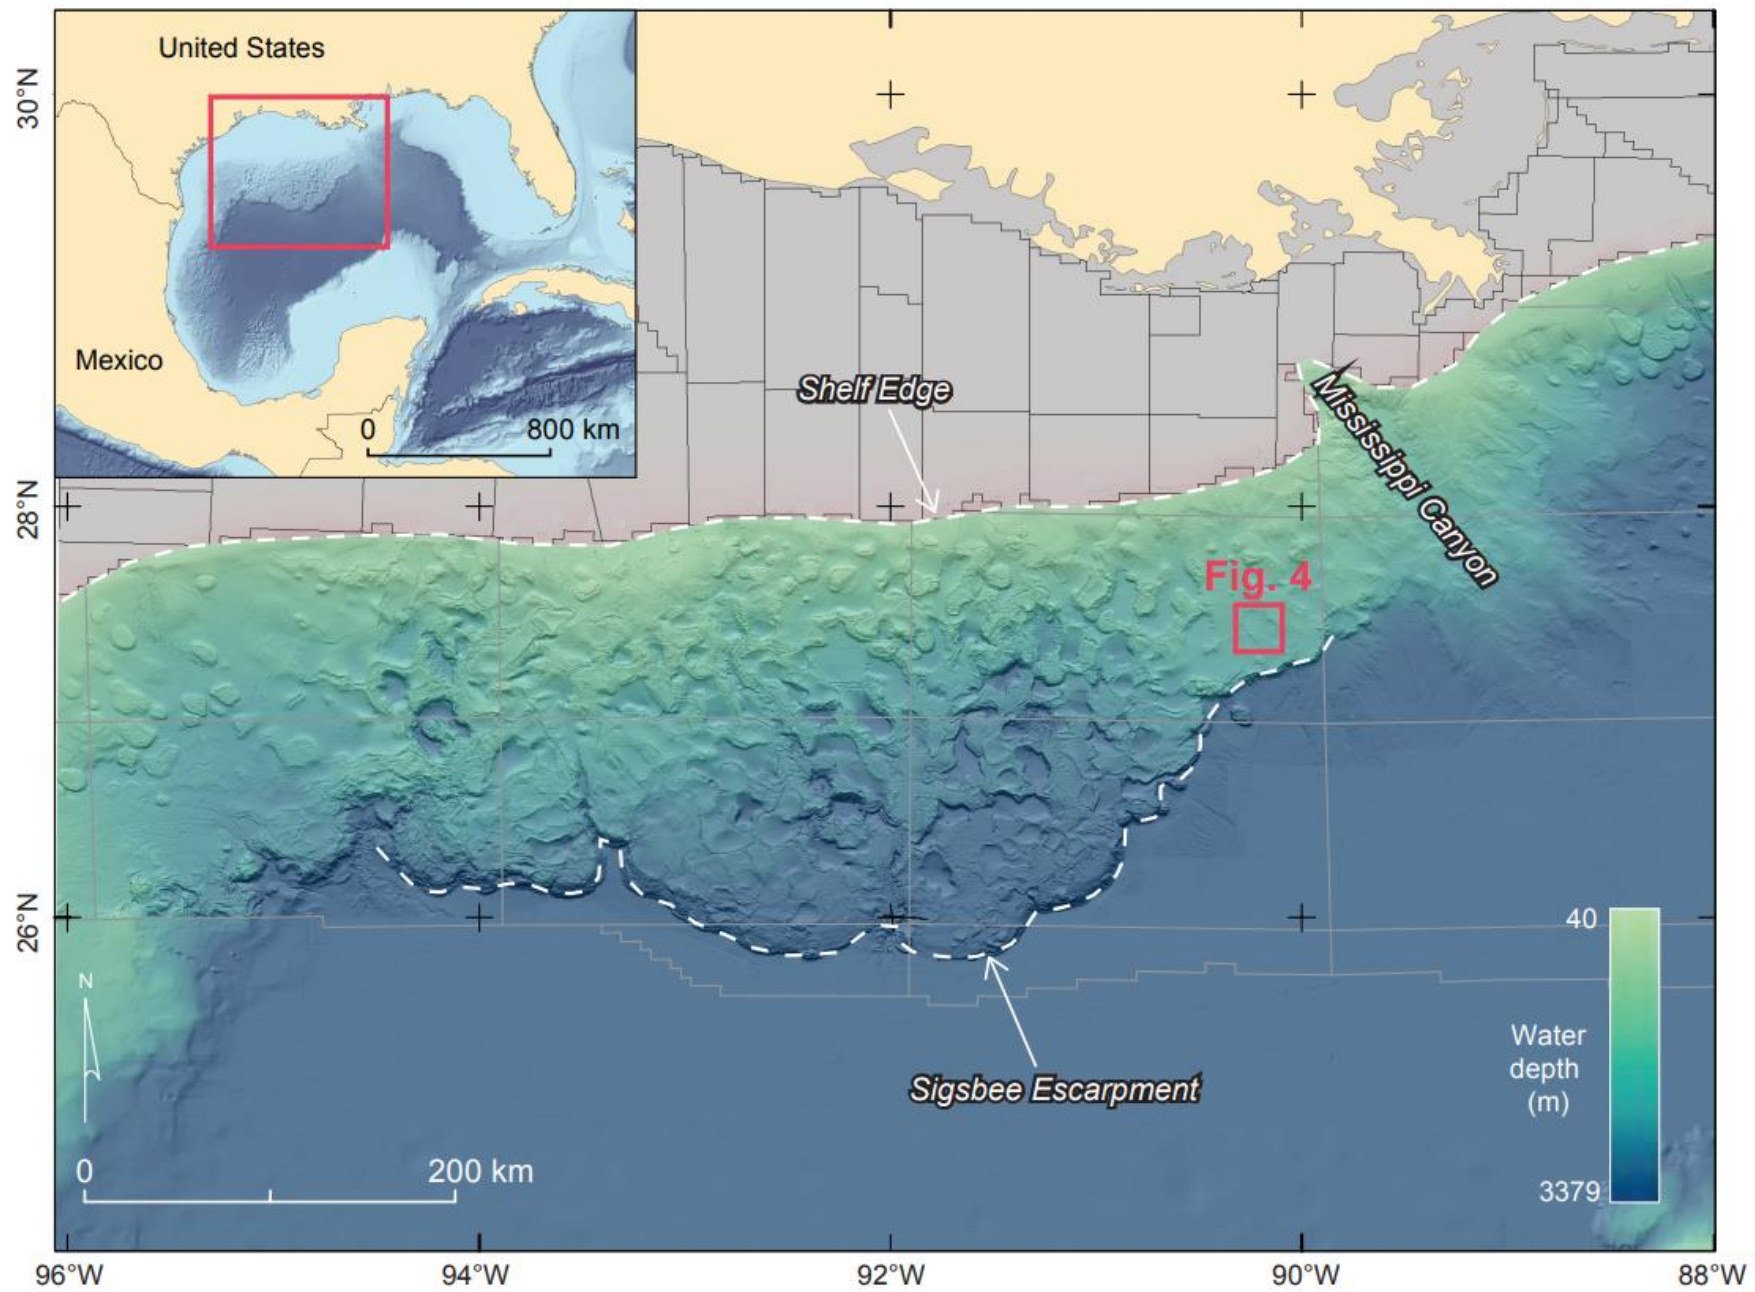 United States
Mexico
0
800 km
30°N
28°N
26°N
Shelf Edge
Mississippi Canyon
Fig. 4
Sigsbee Escarpment
N
0
200 km
40
Water
depth
(m)
3379
96°W
94°W
92°W
90°W
88°W